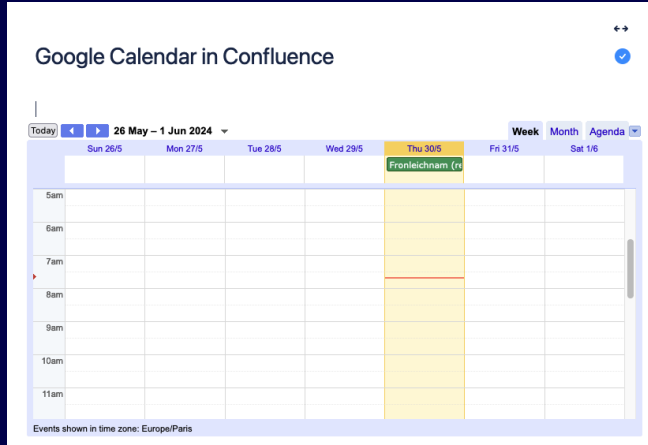 Google Calendar in Confluence
Today 26 May – 1 Jun 2024 Week Month Agenda
Sun 26/5 Mon 27/5 Tue 28/5 Wed 29/5 Thu 30/5 Fri 31/5 Sat 1/6
Fronleichnam (re
5am
6am
7am
8am
9am
10am
11am
Events shown in time zone: Europe/Paris